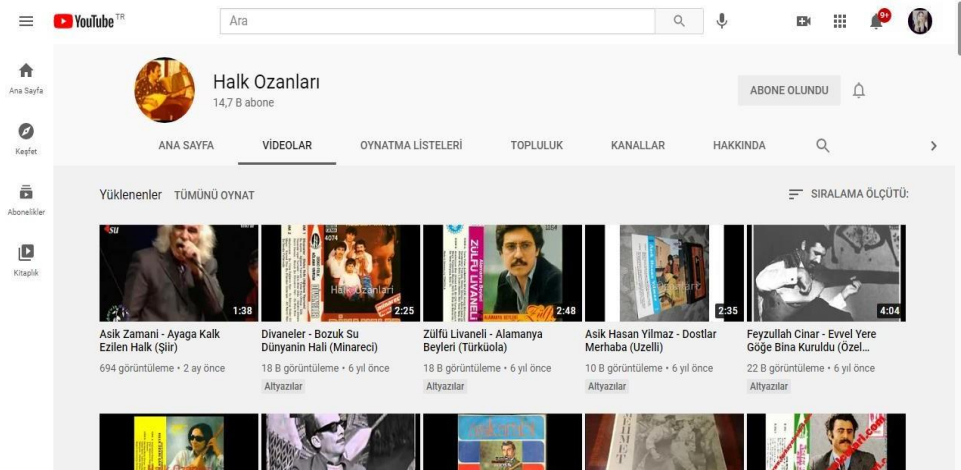 YouTube TR
Ara
9+
Ana Sayfa
Keşfet
Abonelikler
Kitaplık
Halk Ozanları
14,7 B abone
ABONE OLUNDU
ANA SAYFA
VİDEOLAR
OYNATMA LİSTELERİ
TOPLULUK
KANALLAR
HAKKINDA
Yüklenenler
TÜMÜNÜ OYNAT
SIRALAMA ÖLÇÜTÜ:
1:38
Asik Zamani - Ayaga Kalk
Ezilen Halk (Şiir)
694 görüntüleme • 2 ay önce
4074
Halk Ozanlari
2:25
Divaneler - Bozuk Su
Dünyanin Hali (Minareci)
18 B görüntüleme • 6 yıl önce
Altyazılar
ZÜLFÜ LİVANELİ
2:48
Zülfü Livaneli - Alamanya
Beyleri (Türküola)
18 B görüntüleme • 6 yıl önce
Altyazılar
2:35
Asik Hasan Yilmaz - Dostlar
Merhaba (Uzelli)
10 B görüntüleme • 6 yıl önce
Altyazılar
4:04
Feyzullah Cinar - Evvel Yere
Göğe Bina Kuruldu (Özel...
22 B görüntüleme • 6 yıl önce
Altyazılar